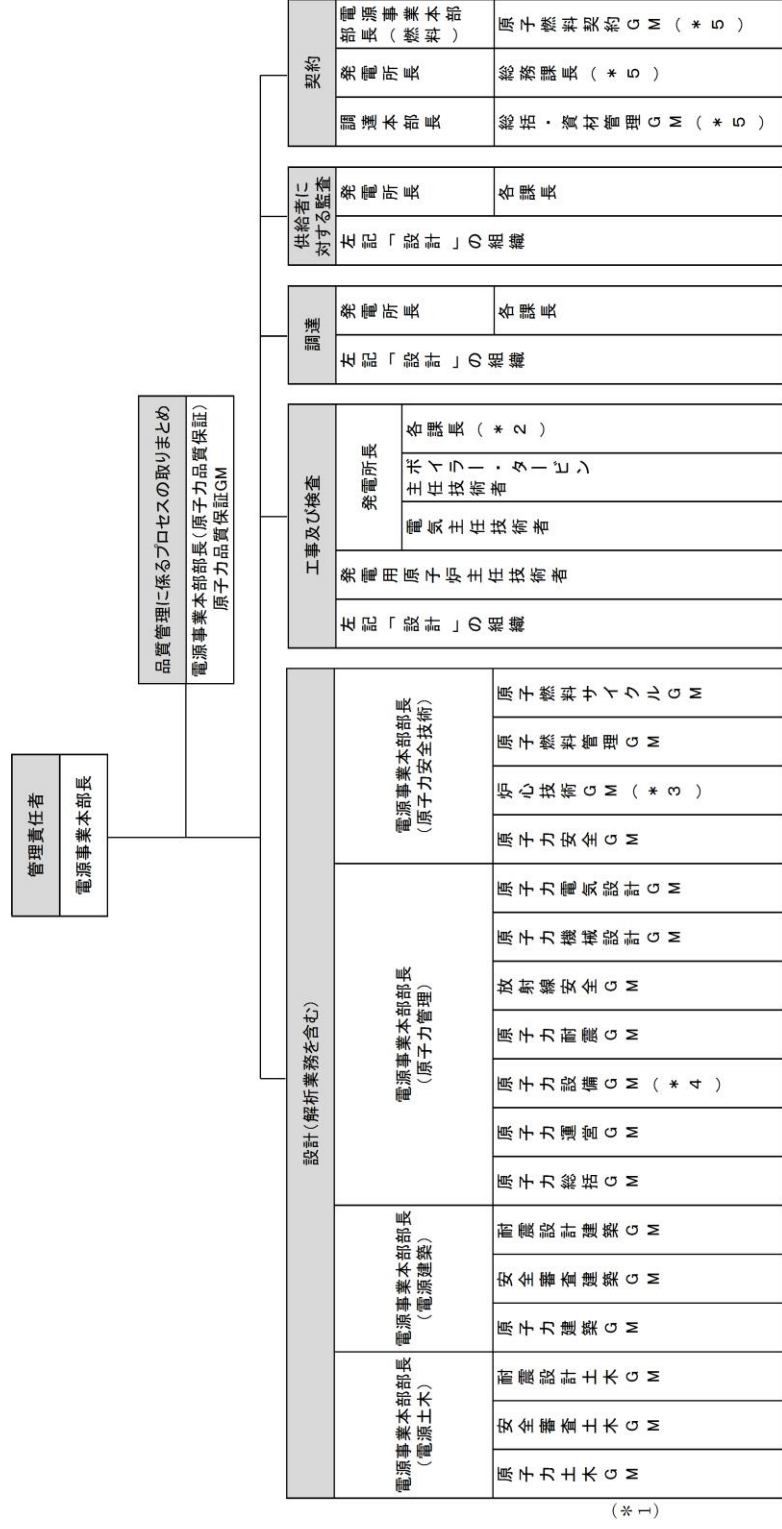 管理責任者
電源事業本部長
品質管理に係るプロセスの取りまとめ
電源事業本部部長(原子力品質保証)
原子力品質保証GM
設計(解析業務を含む)
電源事業本部部長
(電源土木)
原子力土木GM
安全審査土木GM
耐震設計土木GM
電源事業本部部長
(電源建築)
原子力建築GM
安全審査建築GM
耐震設計建築GM
電源事業本部部長
(原子力管理)
原子力総括GM
原子力運営GM
原子力設備GM(*4)
原子力耐震GM
放射線安全GM
原子力機械設計GM
原子力電気設計GM
電源事業本部部長
(原子力安全技術)
原子力安全GM
炉心技術GM(*3)
原子燃料管理GM
原子燃料サイクルGM
(*1)
工事及び検査
左記「設計」の組織
発電用原子炉主任技術者
発電所長
電気主任技術者
ボイラー・タービン
主任技術者
各課長(*2)
調達
左記「設計」の組織
発電所長
各課長
供給者に
対する監査
左記「設計」の組織
発電所長
各課長
契約
調達本部長
総括・資材管理GM(*5)
発電所長
総務課長(*5)
電源事業本部
部長(燃料)
原子燃料契約GM(*5)